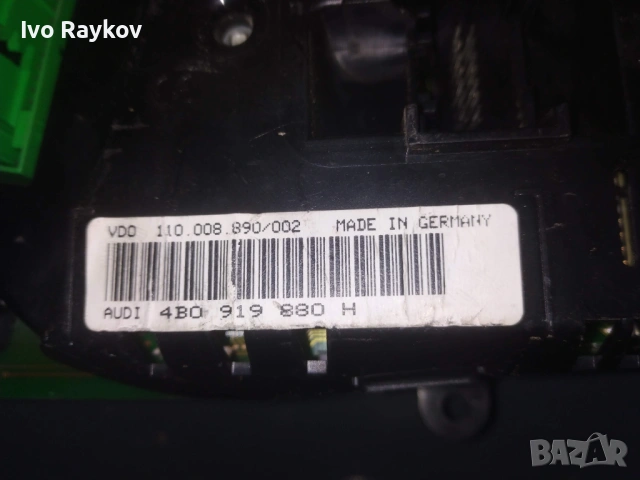 Ivo Raykov
VDO 110.008.890/002 MADE IN GERMANY
AUDI 4B0 919 880 H
BAZAR